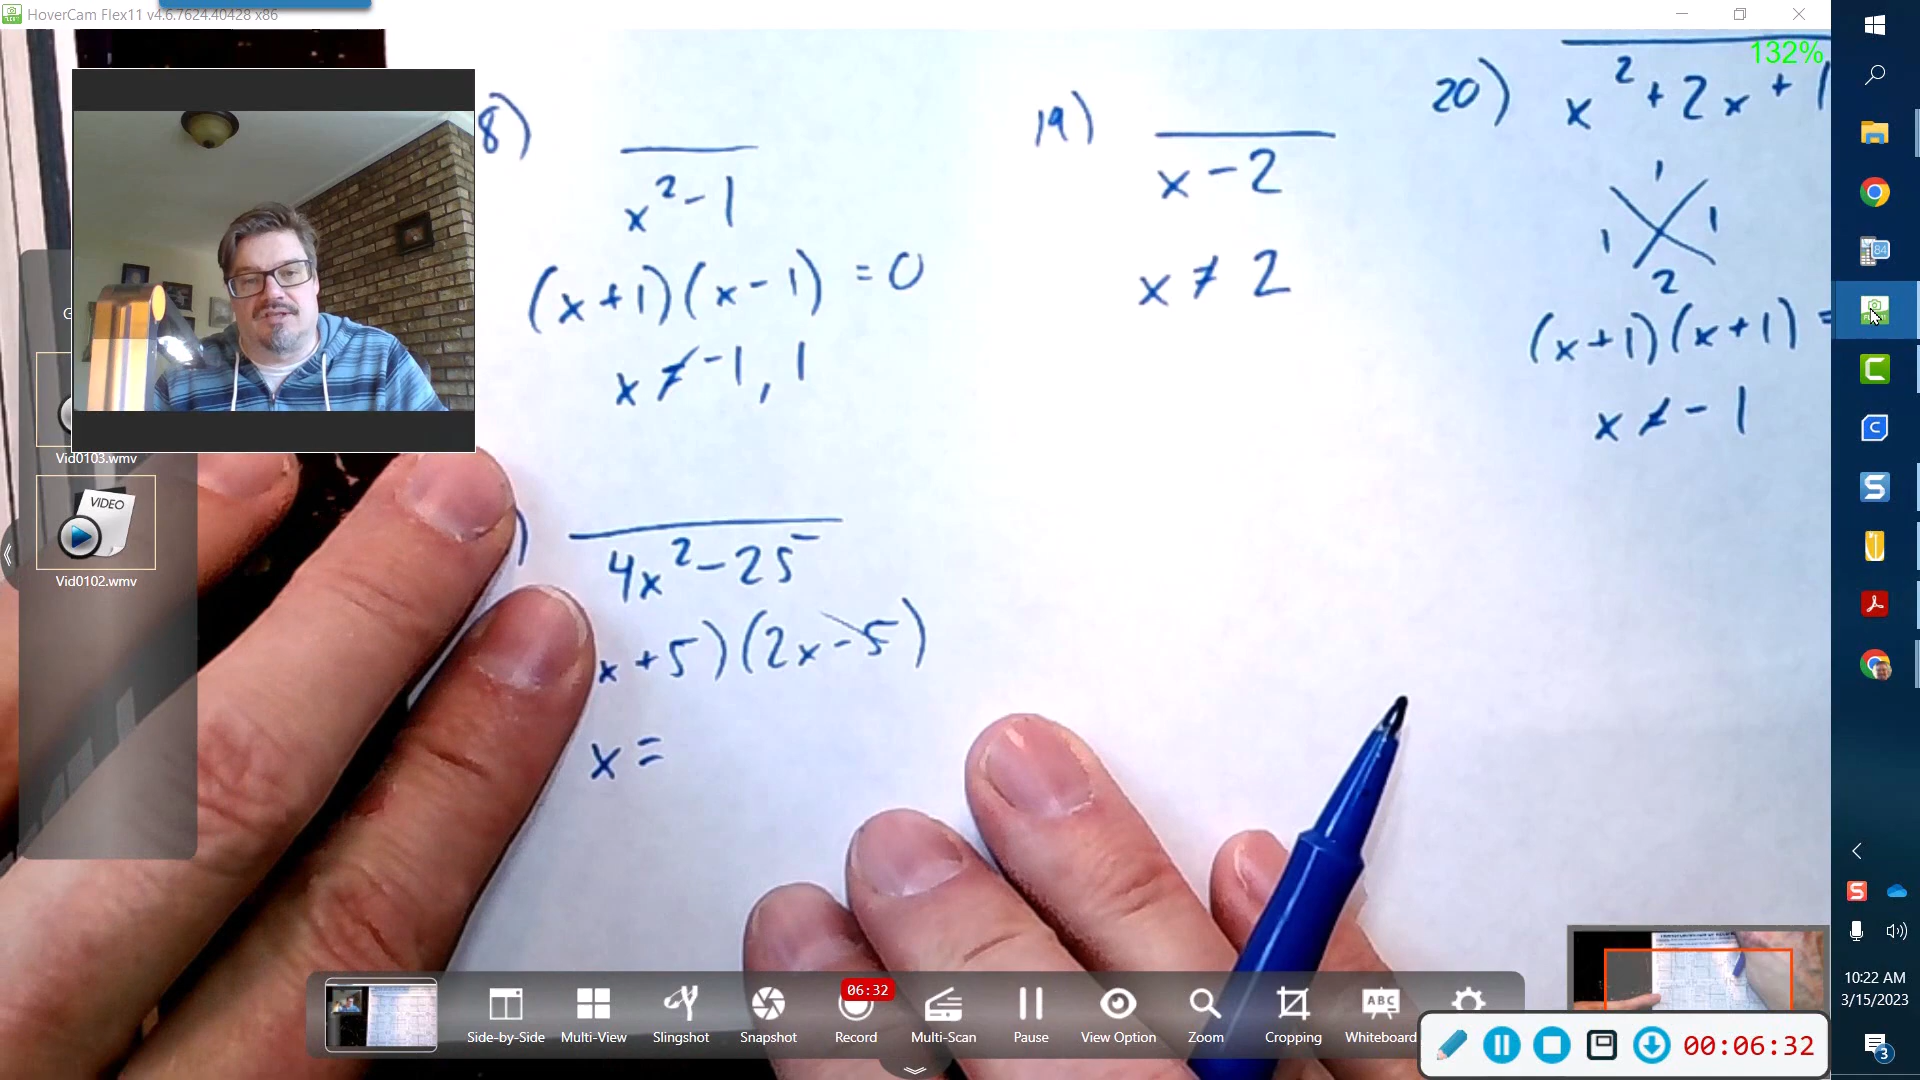 HoverCam Flex11 v4.6.7624.40428 x86
132%
8)
x² - 1
(x + 1)(x - 1) = 0
x ≠ -1, 1
19)
x - 2
x ≠ 2
20)
x² + 2x + 1
1
1 1
2
(x + 1)(x + 1) =
x ≠ -1
)
4x² - 25
x + 5)(2x - 5)
x =
G
Vid0103.wmv
VIDEO
Vid0102.wmv
84
06:32
Side-by-Side
Multi-View
Slingshot
Snapshot
Record
Multi-Scan
Pause
View Option
Zoom
Cropping
ABC
Whiteboard
00:06:32
10:22 AM
3/15/2023
3